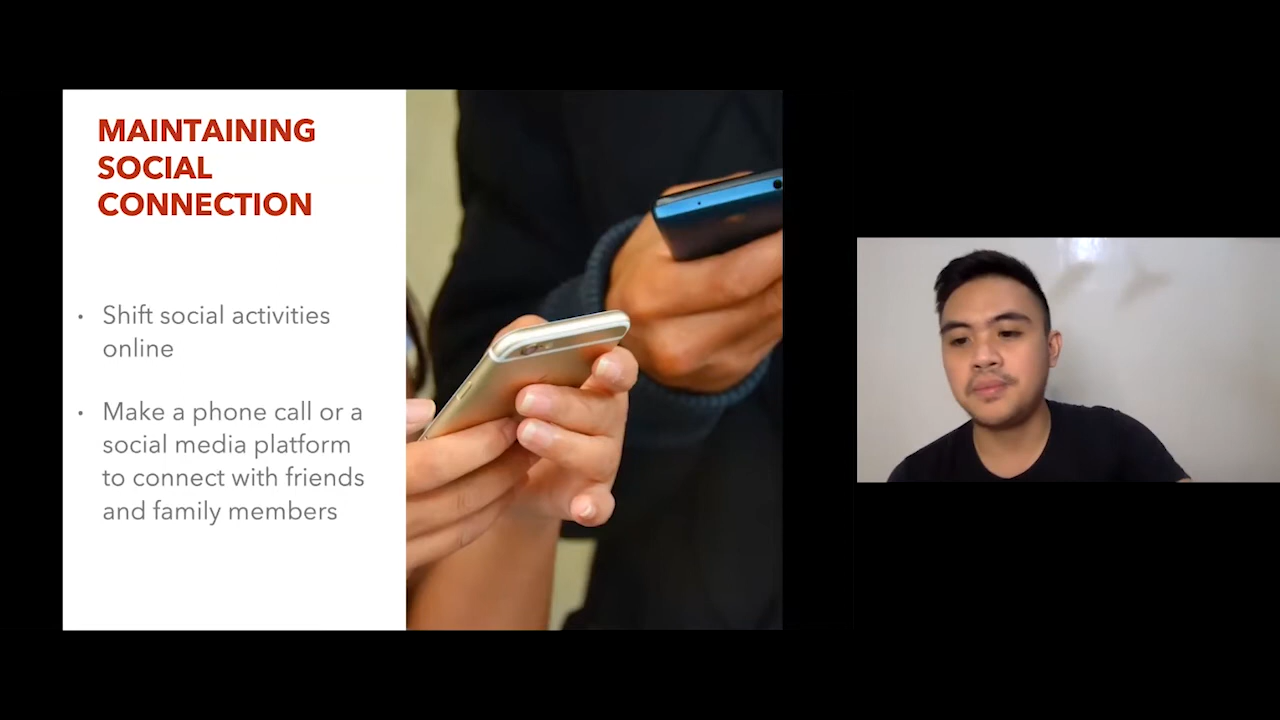 MAINTAINING
SOCIAL
CONNECTION
• Shift social activities
online
• Make a phone call or a
social media platform
to connect with friends
and family members